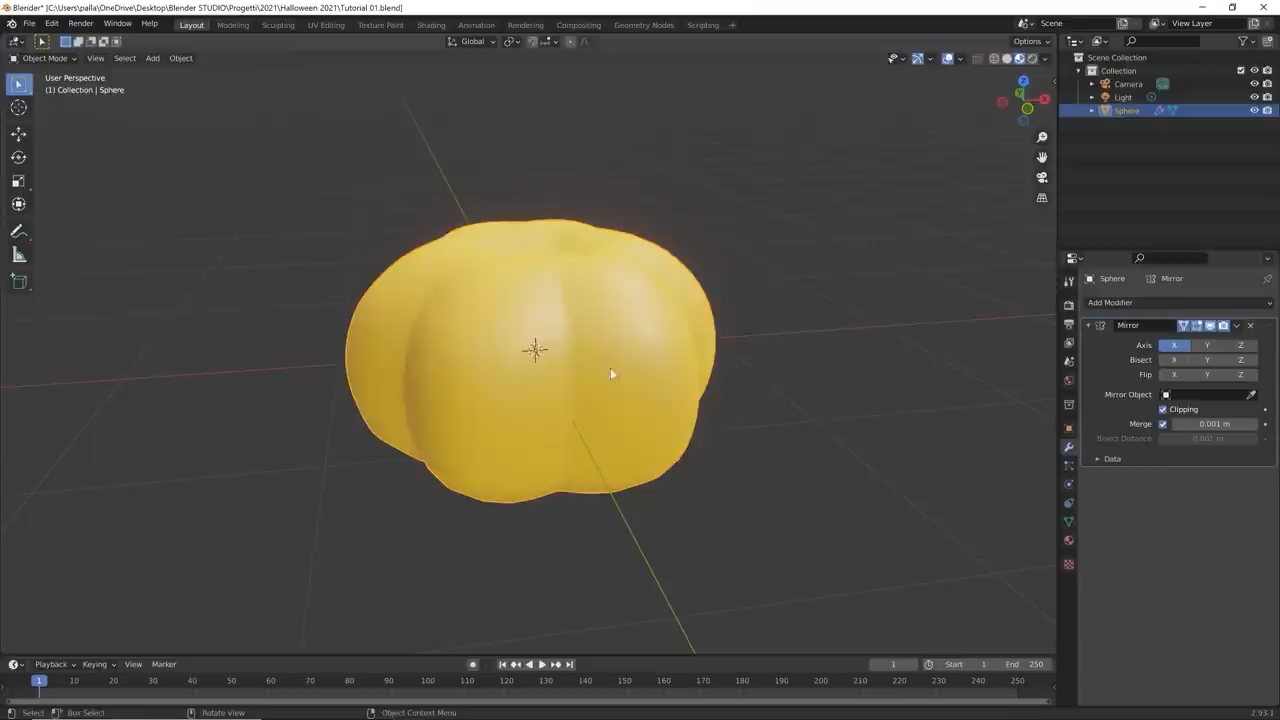 Blender* [C:\Users\palla\OneDrive\Desktop\Blender STUDIO\Progetti\2021\Halloween 2021\Tutorial 01.blend]
File Edit Render Window Help Layout Modeling Sculpting UV Editing Texture Paint Shading Animation Rendering Compositing Geometry Nodes Scripting + Scene View Layer
Global Options
Object Mode View Select Add Object
User Perspective
(1) Collection | Sphere
Z
Y
X
Scene Collection
Collection
Camera
Light
Sphere
Sphere Mirror
Add Modifier
Mirror
Axis X Y Z
Bisect X Y Z
Flip X Y Z
Mirror Object
Clipping
Merge 0.001 m
Bisect Distance 0.001 m
Data
Playback Keying View Marker 1 Start 1 End 250
1 10 20 30 40 50 60 70 80 90 100 110 120 130 140 150 160 170 180 190 200 210 220 230 240 250
Select Box Select Rotate View Object Context Menu 2.93.1